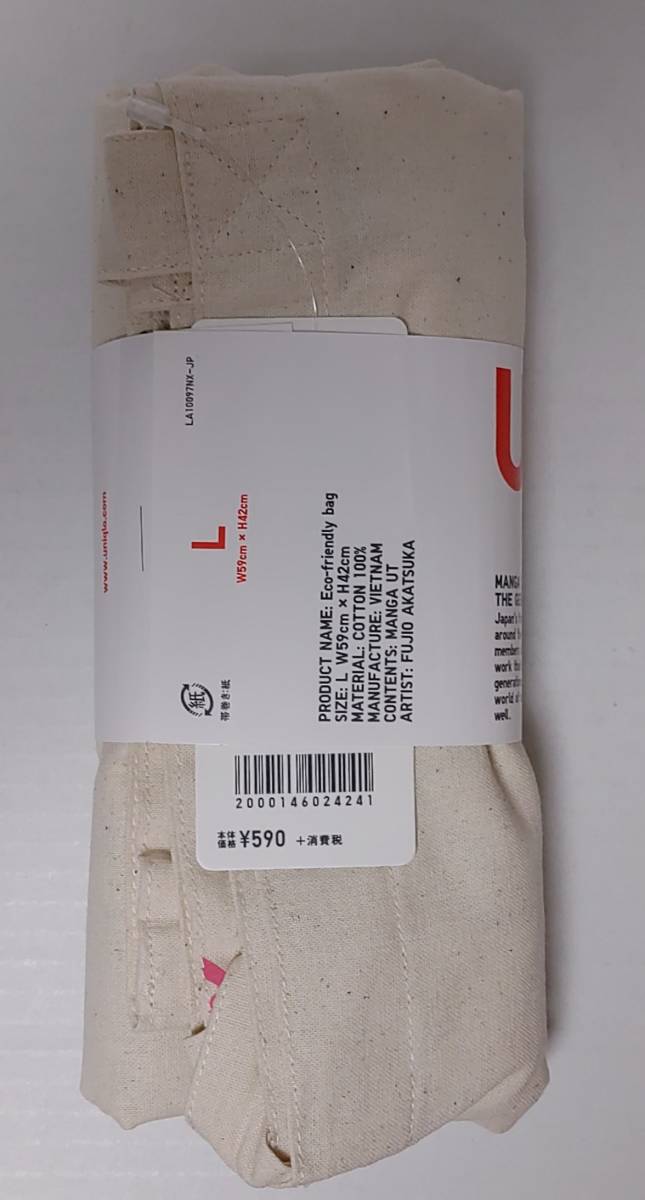 www.uniqlo.com
LA10097NX-JP
L
W59cm × H42cm
紙
帯巻き:紙
PRODUCT NAME: Eco-friendly bag
SIZE: L W59cm × H42cm
MATERIAL: COTTON 100%
MANUFACTURE: VIETNAM
CONTENTS: MANGA UT
ARTIST: FUJIO AKATSUKA
MANGA
THE
Japan's
around
members
work
generation
world of
well.
2000146024241
本体価格 ¥590 +消費税